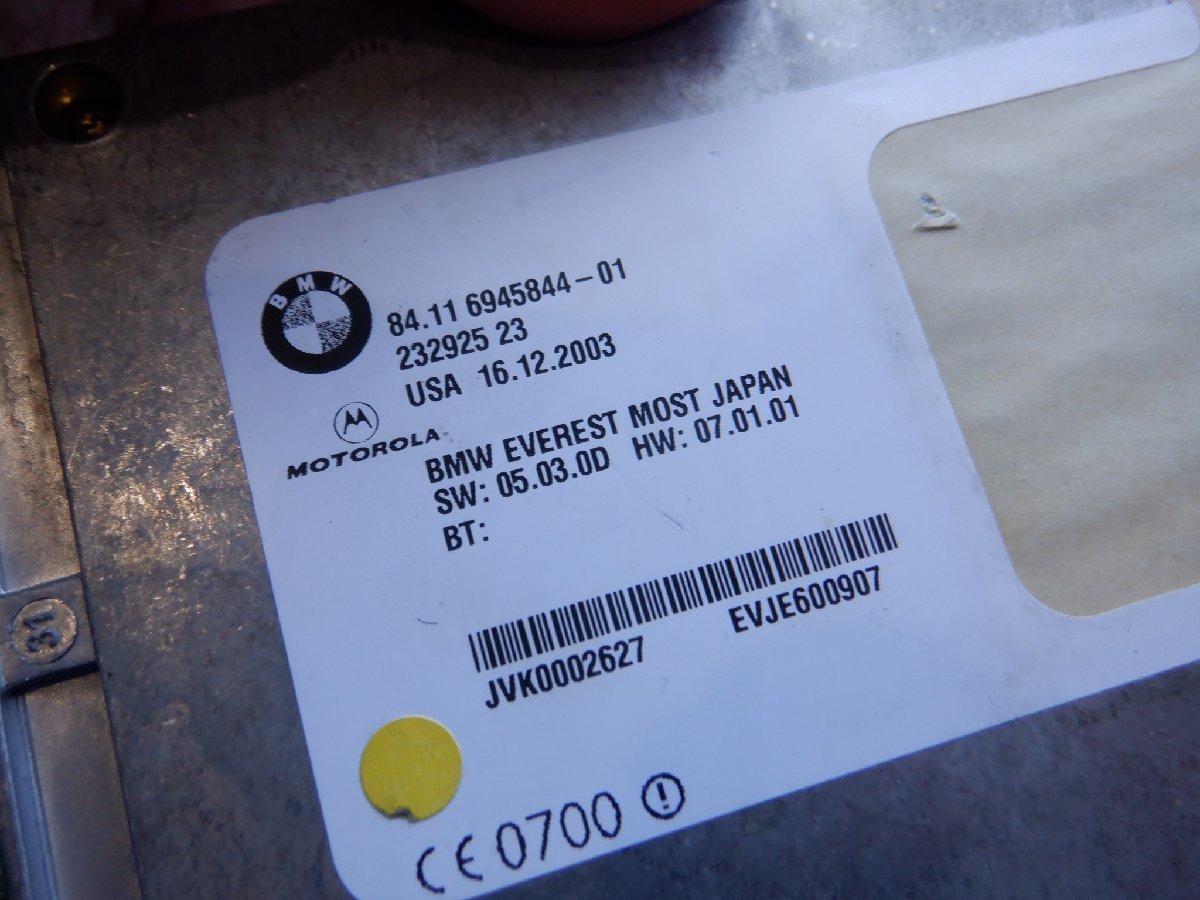 BMW
84.11 6945844-01
232925 23
USA 16.12.2003
MOTOROLA
BMW EVEREST MOST JAPAN
SW: 05.03.0D HW: 07.01.01
BT:
JVK0002627 EVJE600907
CE 0700
31